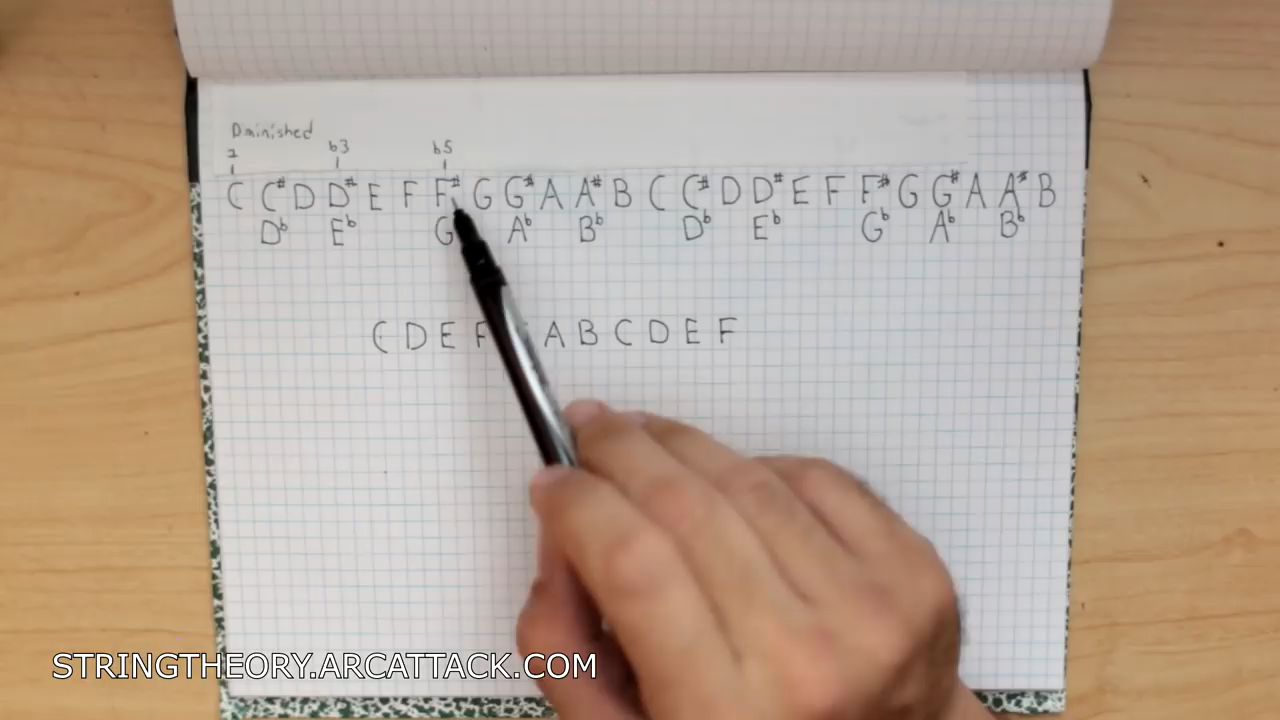 Diminished
1 b3 b5
C C# D D# E F F# G G# A A# B C C# D D# E F F# G G# A A# B
Db Eb G Ab Bb Db Eb Gb Ab Bb
C D E F A B C D E F
STRINGTHEORY.ARCATTACK.COM